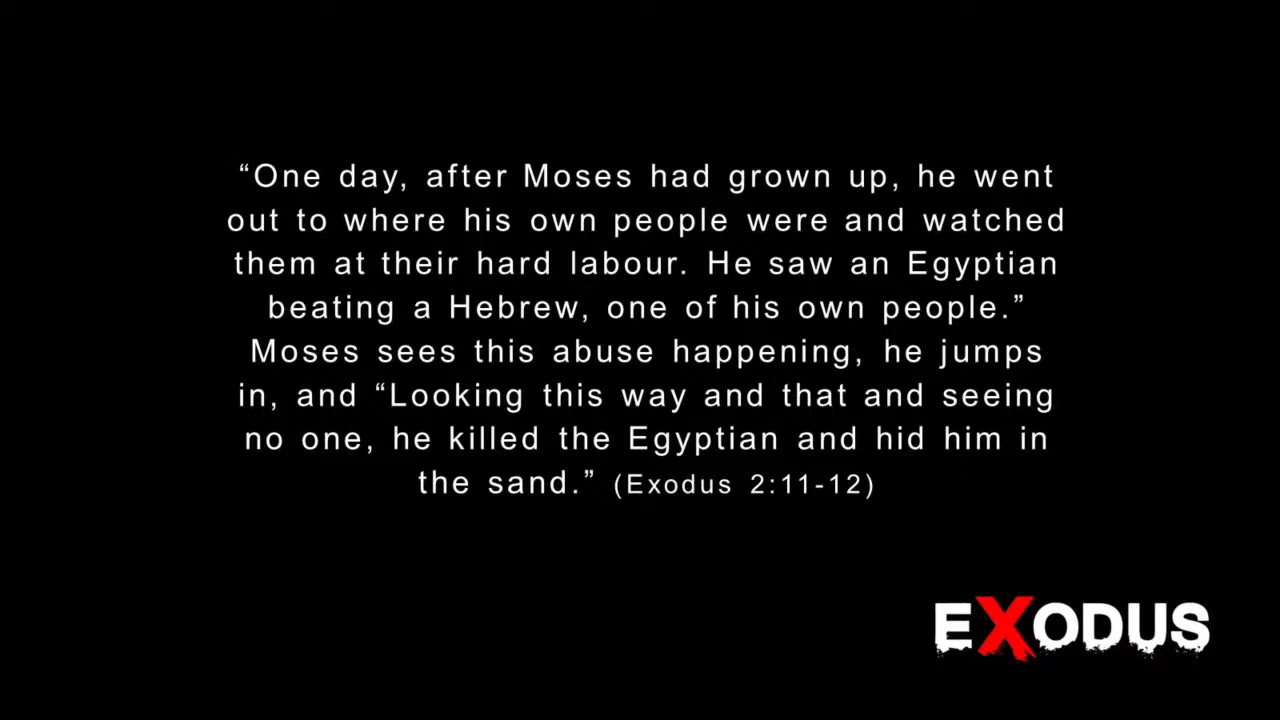 “One day, after Moses had grown up, he went
out to where his own people were and watched
them at their hard labour. He saw an Egyptian
beating a Hebrew, one of his own people.”
Moses sees this abuse happening, he jumps
in, and “Looking this way and that and seeing
no one, he killed the Egyptian and hid him in
the sand.” (Exodus 2:11-12)
EXODUS